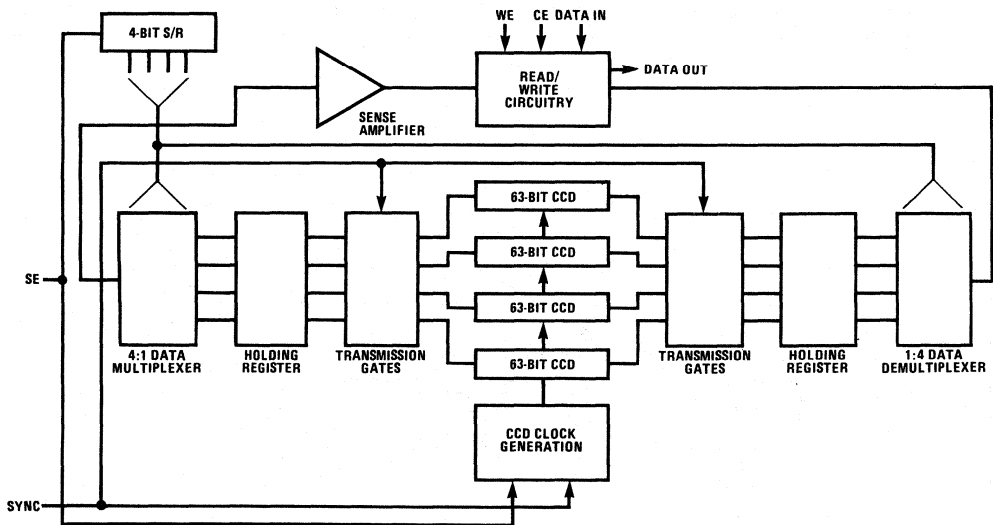 WE CE DATA IN
4-BIT S/R
READ/
WRITE
CIRCUITRY
DATA OUT
SENSE
AMPLIFIER
63-BIT CCD
63-BIT CCD
63-BIT CCD
63-BIT CCD
SE
4:1 DATA
MULTIPLEXER
HOLDING
REGISTER
TRANSMISSION
GATES
TRANSMISSION
GATES
HOLDING
REGISTER
1:4 DATA
DEMULTIPLEXER
CCD CLOCK
GENERATION
SYNC